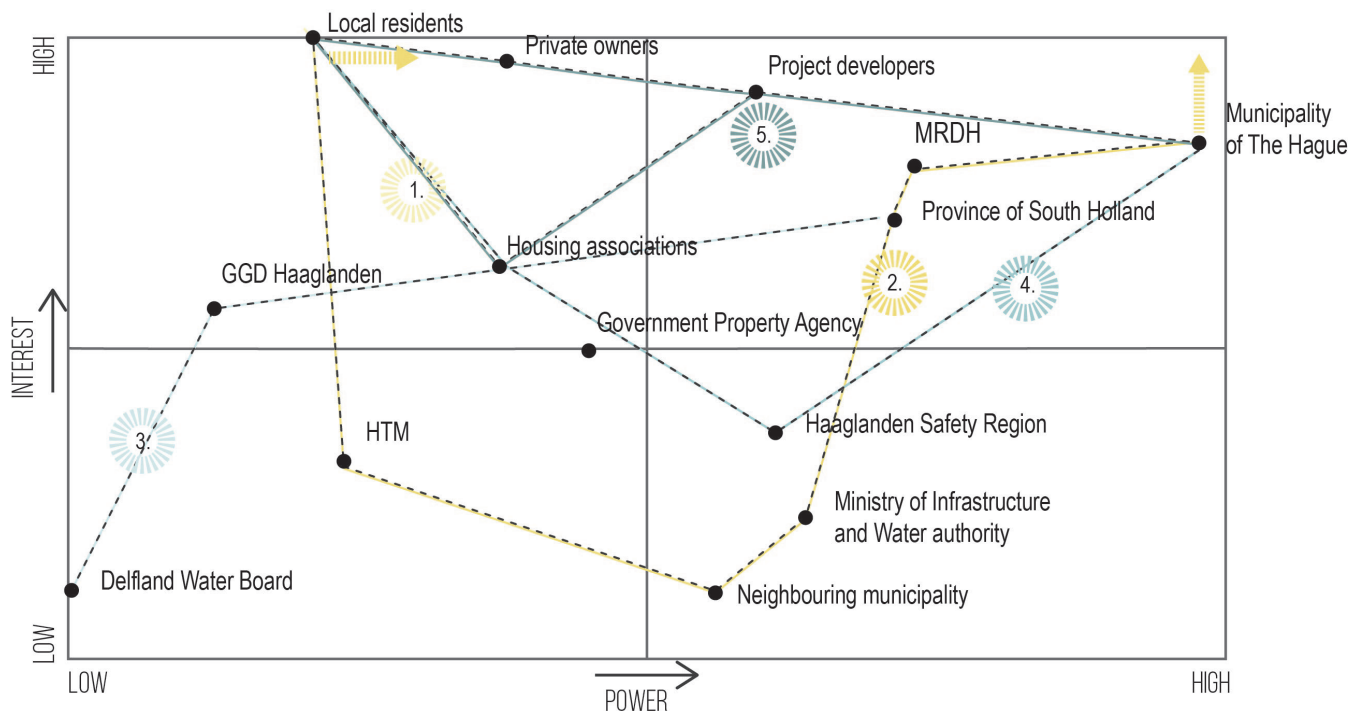 Local residents
HIGH
Private owners
Project developers
Municipality
of The Hague
MRDH
5.
1.
Province of South Holland
Housing associations
GGD Haaglanden
2.
4.
Government Property Agency
INTEREST
HTM
Haaglanden Safety Region
3.
Ministry of Infrastructure
and Water authority
Delfland Water Board
Neighbouring municipality
LOW
LOW
POWER
HIGH